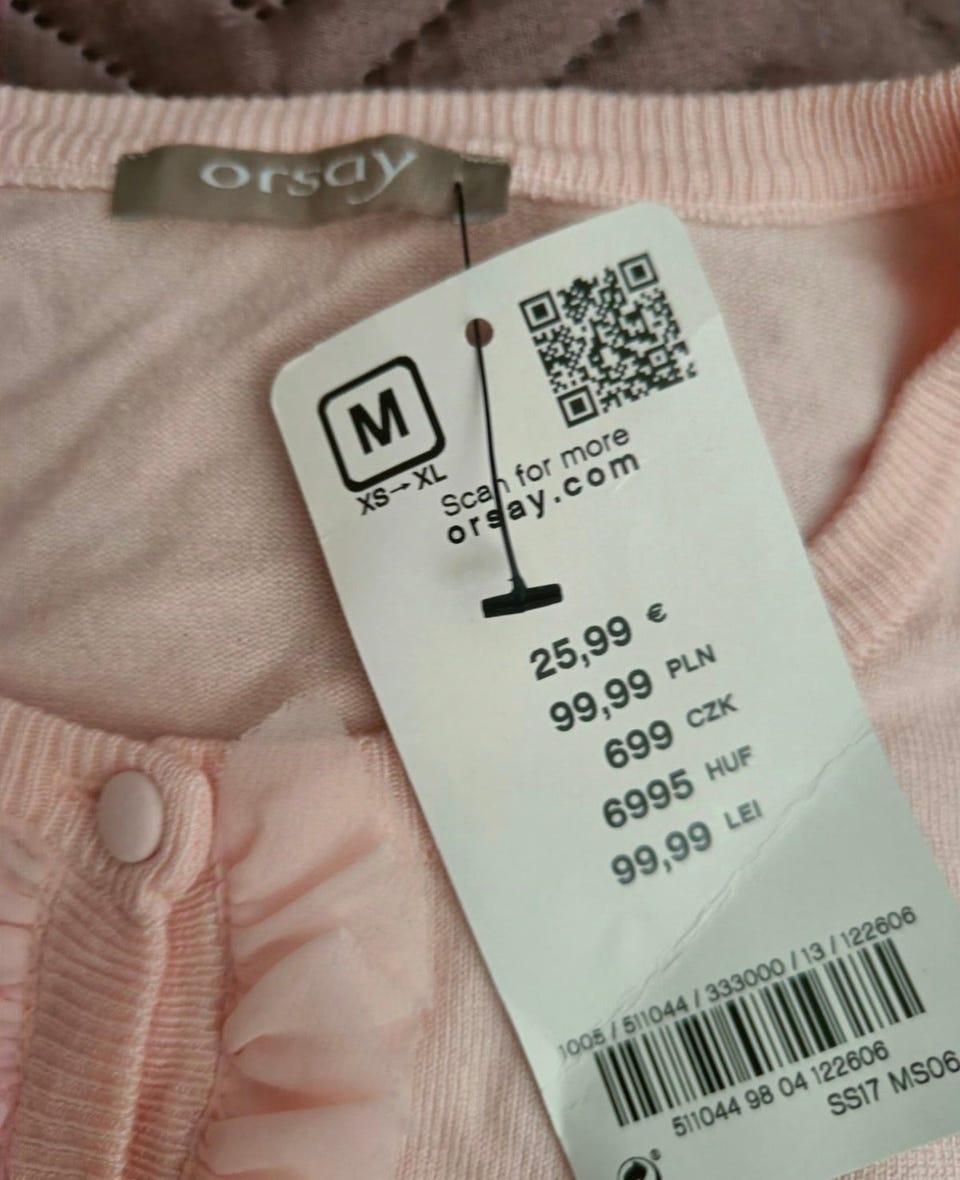 orsay
M
XS→XL
Scan for more
orsay.com
25,99 €
99,99 PLN
699 CZK
6995 HUF
99,99 LEI
1005 / 511044 / 333000 / 13 / 122606
511044 98 04 122606
SS17 MS06